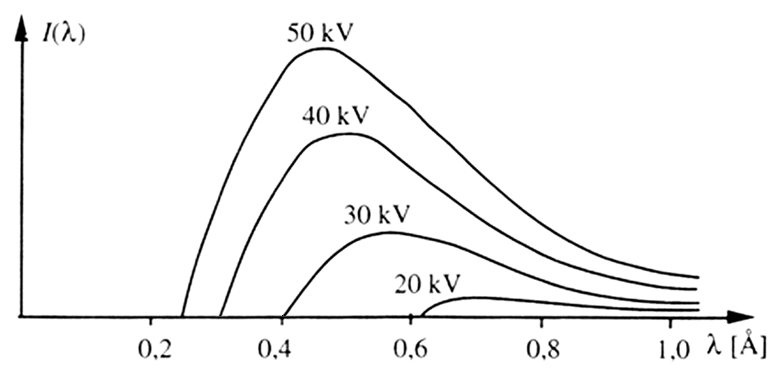 I(λ)
50 kV
40 kV
30 kV
20 kV
0,2 0,4 0,6 0,8 1,0 λ [Å]